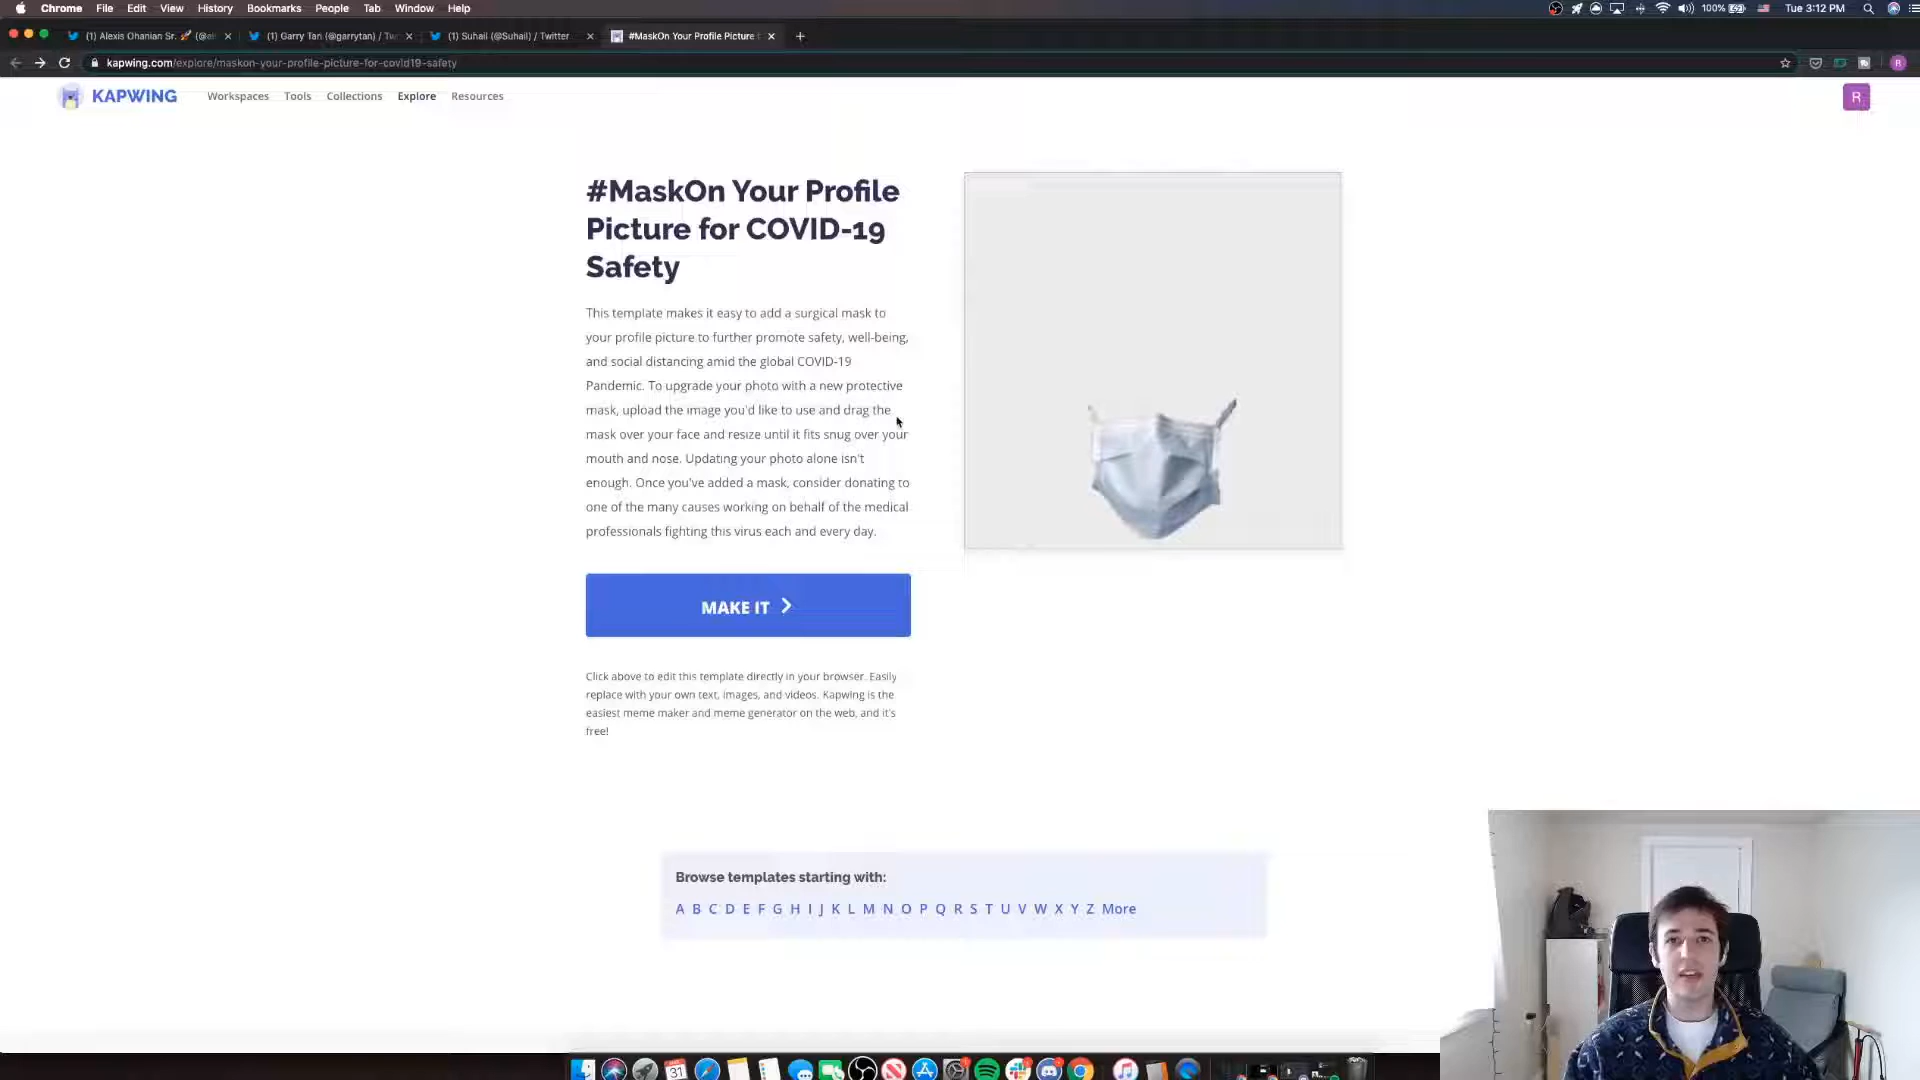 Chrome File Edit View History Bookmarks People Tab Window Help
100% Tue 3:12 PM
(1) Alexis Ohanian Sr. 🚀 (@al
(1) Garry Tan (@garrytan) / Tw
(1) Suhail (@Suhail) / Twitter
#MaskOn Your Profile Picture
kapwing.com/explore/maskon-your-profile-picture-for-covid19-safety
R
KAPWING Workspaces Tools Collections Explore Resources
R
#MaskOn Your Profile
Picture for COVID-19
Safety
This template makes it easy to add a surgical mask to
your profile picture to further promote safety, well-being,
and social distancing amid the global COVID-19
Pandemic. To upgrade your photo with a new protective
mask, upload the image you'd like to use and drag the
mask over your face and resize until it fits snug over your
mouth and nose. Updating your photo alone isn't
enough. Once you've added a mask, consider donating to
one of the many causes working on behalf of the medical
professionals fighting this virus each and every day.
MAKE IT
Click above to edit this template directly in your browser. Easily
replace with your own text, images, and videos. Kapwing is the
easiest meme maker and meme generator on the web, and it's
free!
Browse templates starting with:
A B C D E F G H I J K L M N O P Q R S T U V W X Y Z More
31